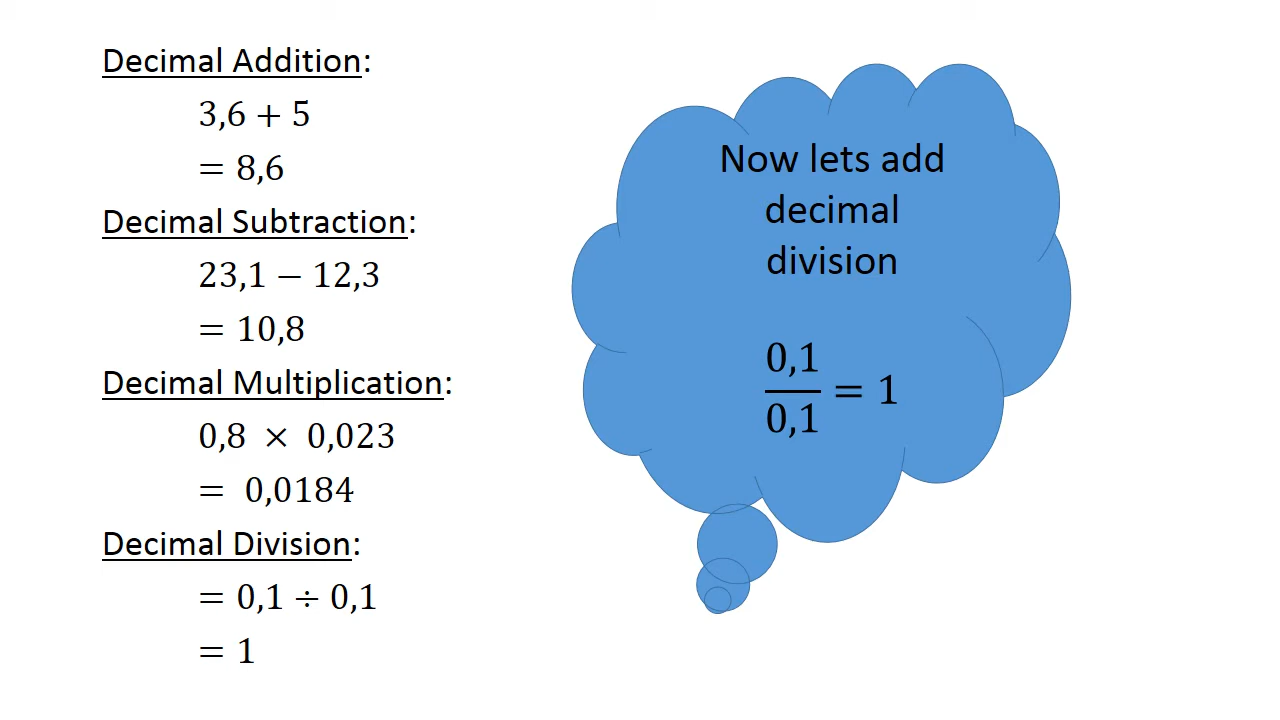 Decimal Addition:
3,6 + 5
= 8,6
Decimal Subtraction:
23,1 − 12,3
= 10,8
Decimal Multiplication:
0,8 × 0,023
= 0,0184
Decimal Division:
= 0,1 ÷ 0,1
= 1
Now lets add
decimal
division
0,1
0,1 = 1